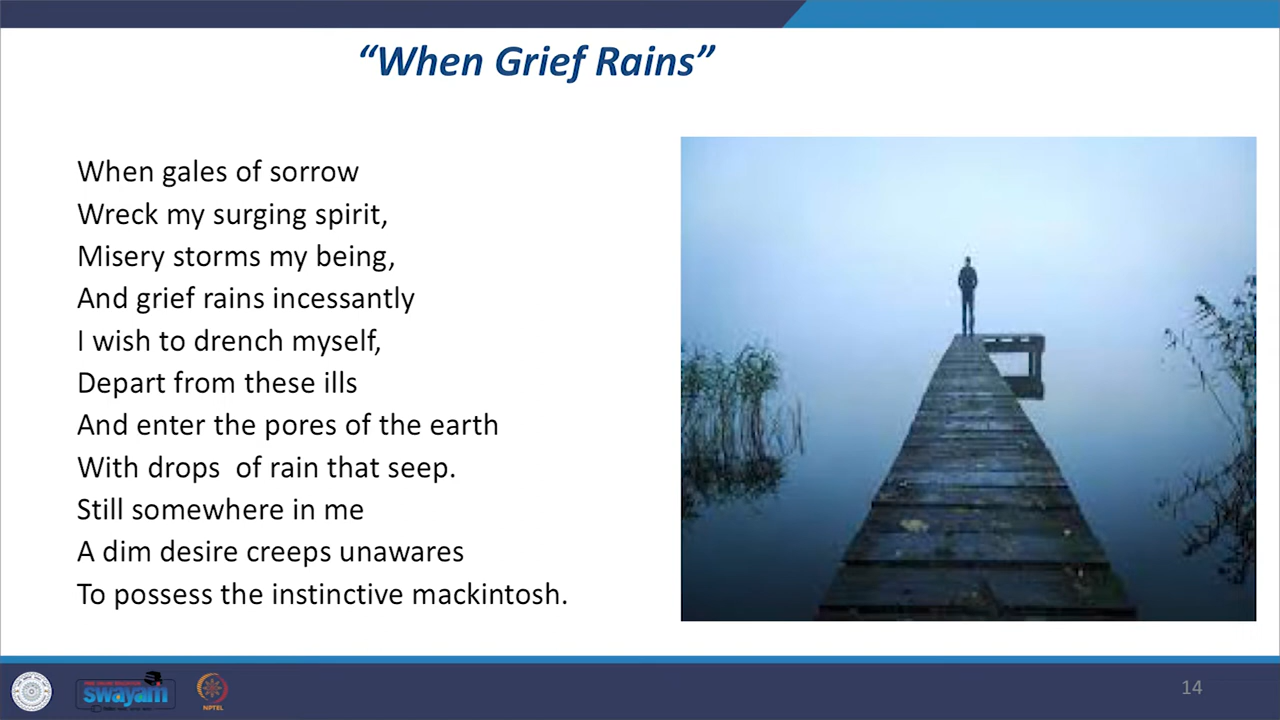 “When Grief Rains”
When gales of sorrow
Wreck my surging spirit,
Misery storms my being,
And grief rains incessantly
I wish to drench myself,
Depart from these ills
And enter the pores of the earth
With drops  of rain that seep.
Still somewhere in me
A dim desire creeps unawares
To possess the instinctive mackintosh.
swayam
NPTEL
14